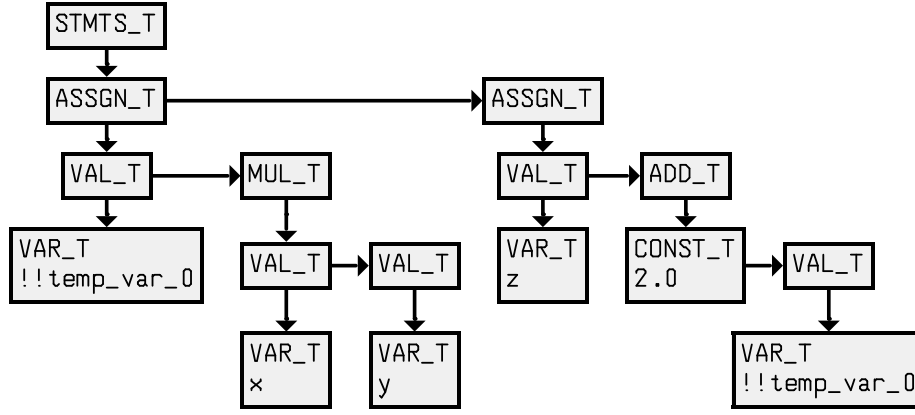 STMTS_T
ASSGN_T
ASSGN_T
VAL_T
MUL_T
VAL_T
ADD_T
VAR_T
!!temp_var_0
VAL_T
VAL_T
VAR_T
z
CONST_T
2.0
VAL_T
VAR_T
x
VAR_T
y
VAR_T
!!temp_var_0